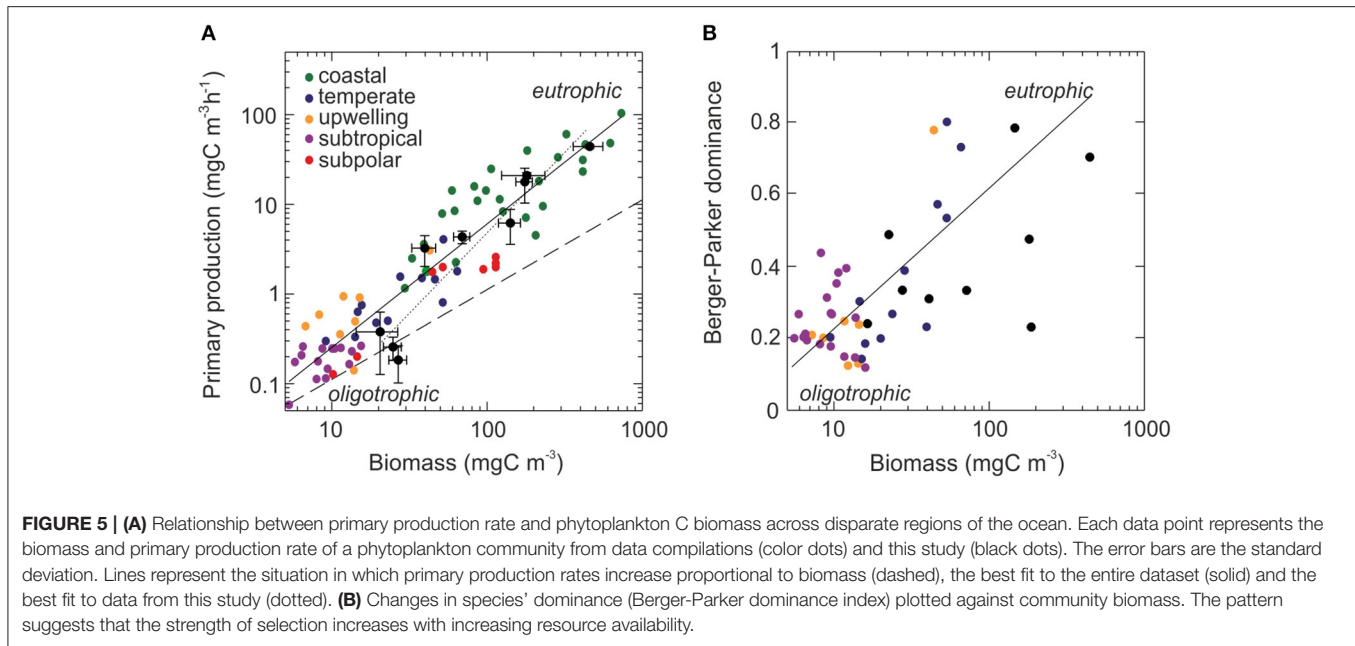 A
Primary production (mgC m-3h-1)
100
10
1
0.1
coastal
temperate
upwelling
subtropical
subpolar
eutrophic
oligotrophic
10 100 1000
Biomass (mgC m-3)
B
Berger-Parker dominance
1
0.8
0.6
0.4
0.2
0
eutrophic
oligotrophic
10 100 1000
Biomass (mgC m-3)
FIGURE 5 | (A) Relationship between primary production rate and phytoplankton C biomass across disparate regions of the ocean. Each data point represents the
biomass and primary production rate of a phytoplankton community from data compilations (color dots) and this study (black dots). The error bars are the standard
deviation. Lines represent the situation in which primary production rates increase proportional to biomass (dashed), the best fit to the entire dataset (solid) and the
best fit to data from this study (dotted). (B) Changes in species' dominance (Berger-Parker dominance index) plotted against community biomass. The pattern
suggests that the strength of selection increases with increasing resource availability.